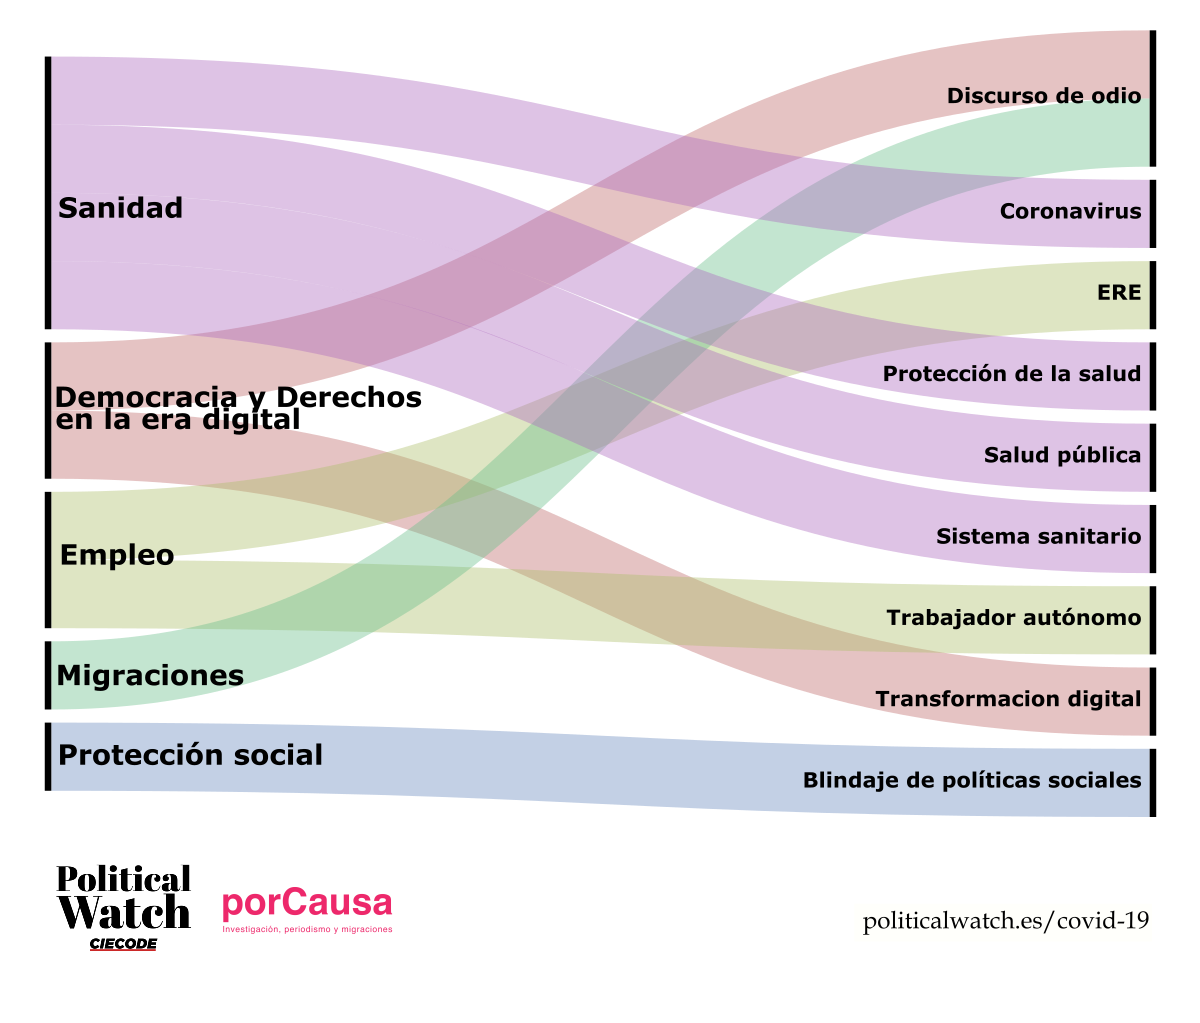 Sanidad
Democracia y Derechos
en la era digital
Empleo
Migraciones
Protección social
Discurso de odio
Coronavirus
ERE
Protección de la salud
Salud pública
Sistema sanitario
Trabajador autónomo
Transformacion digital
Blindaje de políticas sociales
Political
Watch
CIECODE
porCausa
Investigación, periodismo y migraciones
politicalwatch.es/covid-19